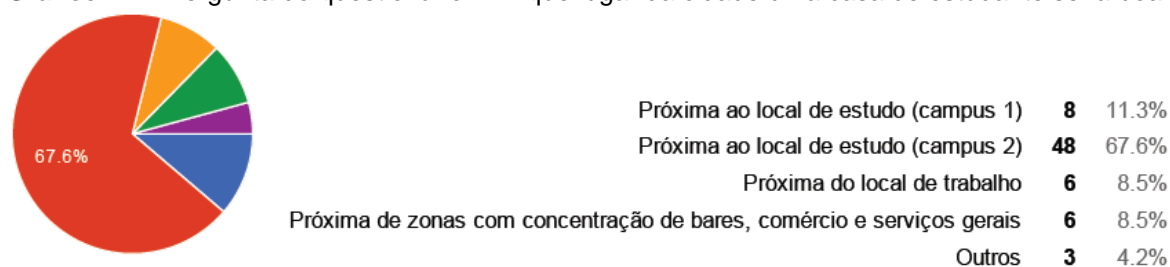 67.6%
Próxima ao local de estudo (campus 1) 8 11.3%
Próxima ao local de estudo (campus 2) 48 67.6%
Próxima do local de trabalho 6 8.5%
Próxima de zonas com concentração de bares, comércio e serviços gerais 6 8.5%
Outros 3 4.2%